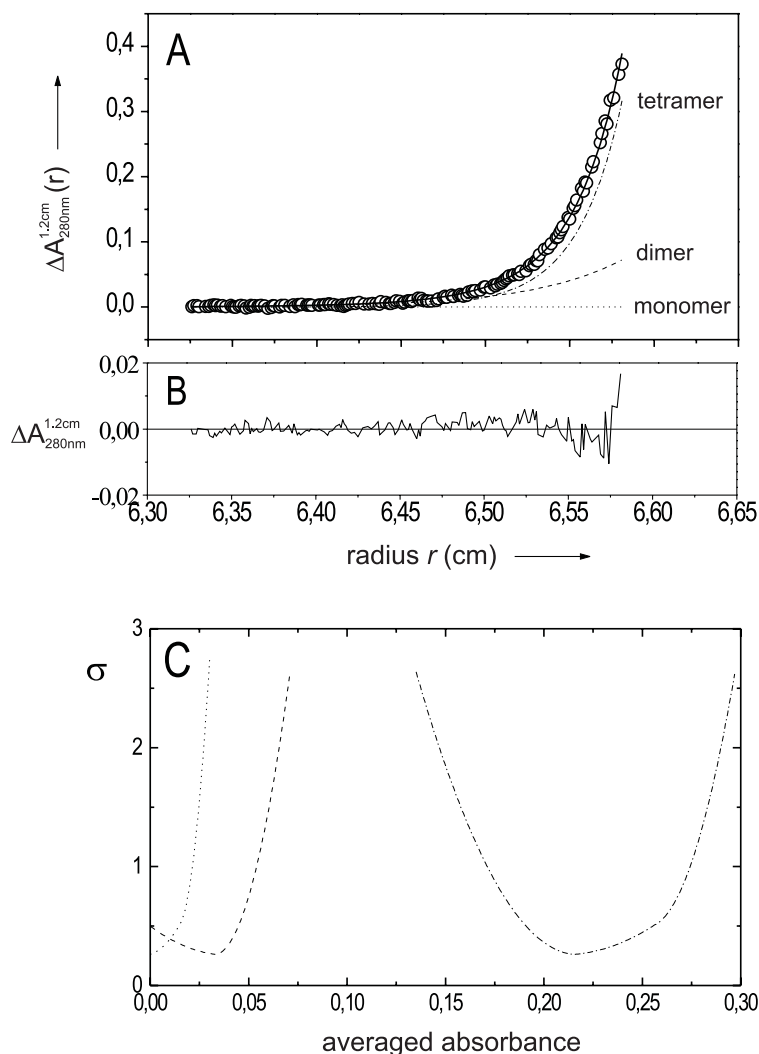 A
0,4
0,3
0,2
0,1
0,0
ΔA 1.2cm 280nm (r)
tetramer
dimer
monomer
B
0,02
0,00
-0,02
ΔA 1.2cm 280nm
6,30 6,35 6,40 6,45 6,50 6,55 6,60 6,65
radius r (cm)
C
3
2
1
0
σ
0,00 0,05 0,10 0,15 0,20 0,25 0,30
averaged absorbance